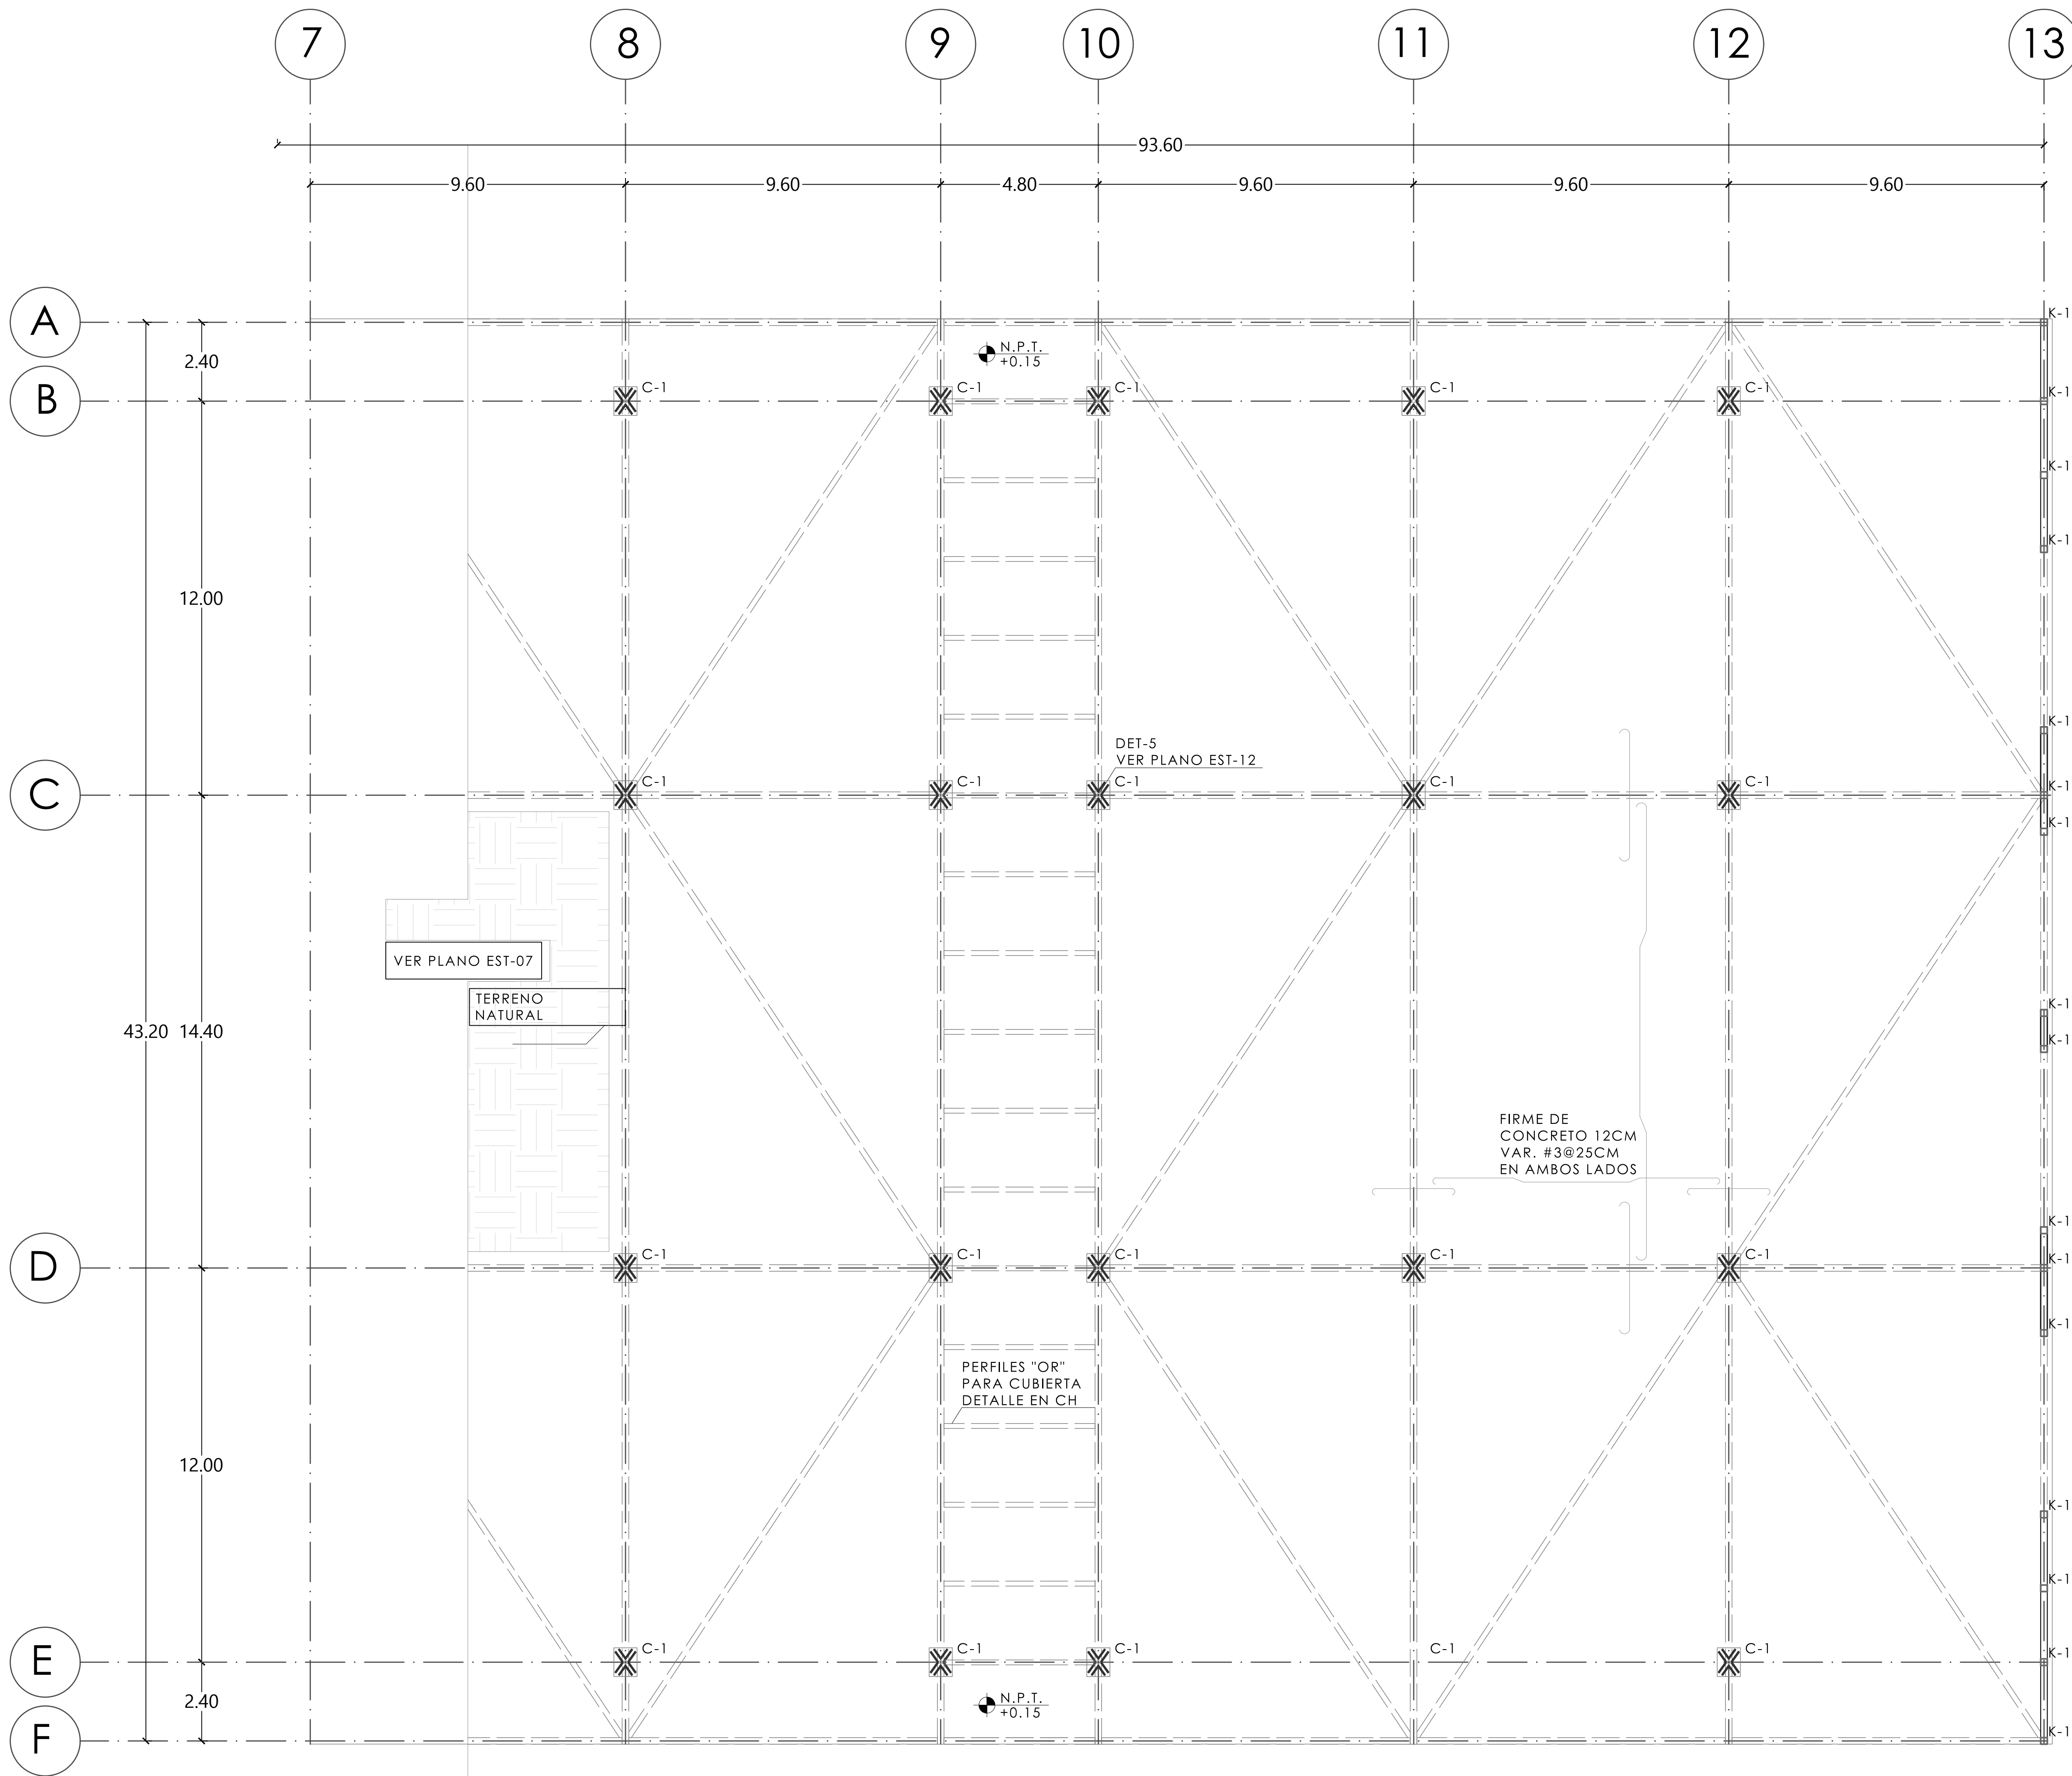 7 8 9 10 11 12 13
93.60
9.60 9.60 4.80 9.60 9.60 9.60
A
K-1
N.P.T.
+0.15
2.40
B
C-1 C-1 C-1 C-1 C-1 K-1
K-1
K-1
12.00
K-1
DET-5
VER PLANO EST-12
C
C-1 C-1 C-1 C-1 C-1 K-1
K-1
VER PLANO EST-07
TERRENO
NATURAL
K-1
43.20 14.40
K-1
FIRME DE
CONCRETO 12CM
VAR. #3@25CM
EN AMBOS LADOS
K-1
D
C-1 C-1 C-1 C-1 C-1 K-1
K-1
PERFILES "OR"
PARA CUBIERTA
DETALLE EN CH
12.00
K-1
K-1
E
C-1 C-1 C-1 C-1 C-1 K-1
2.40
N.P.T.
+0.15
F
K-1